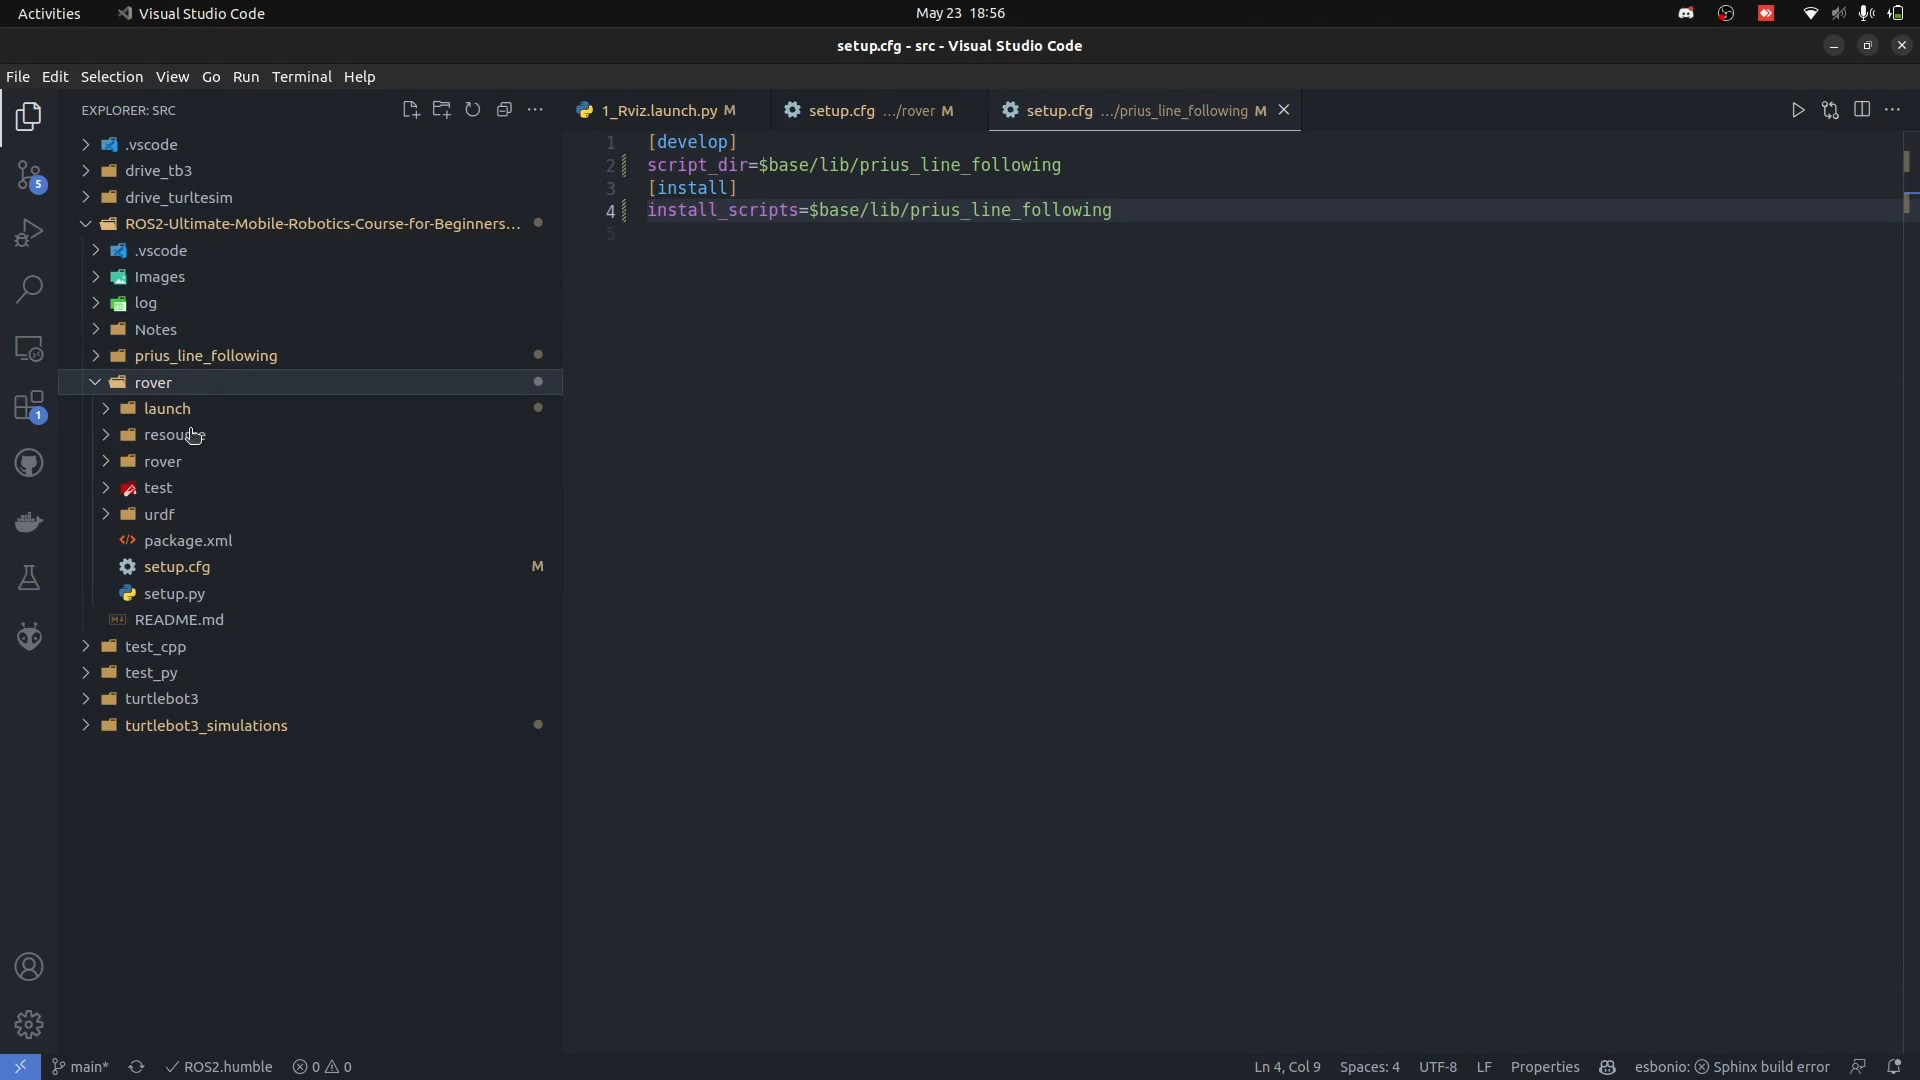 Activities
Visual Studio Code
May 23 18:56
setup.cfg - src - Visual Studio Code
File Edit Selection View Go Run Terminal Help
EXPLORER: SRC
.vscode
drive_tb3
drive_turltesim
ROS2-Ultimate-Mobile-Robotics-Course-for-Beginners...
.vscode
Images
log
Notes
prius_line_following
rover
launch
resource
rover
test
urdf
package.xml
setup.cfg M
setup.py
README.md
test_cpp
test_py
turtlebot3
turtlebot3_simulations
5
1
1_Rviz.launch.py M
setup.cfg .../rover M
setup.cfg .../prius_line_following M
1 [develop]
2 script_dir=$base/lib/prius_line_following
3 [install]
4 install_scripts=$base/lib/prius_line_following
5
main*
ROS2.humble
0 0
Ln 4, Col 9
Spaces: 4
UTF-8
LF
Properties
esbonio: Sphinx build error